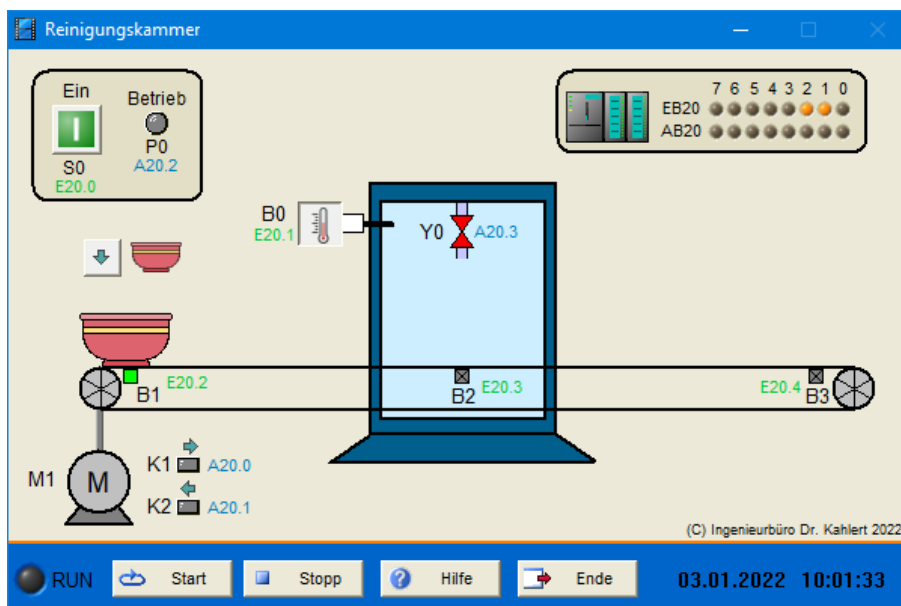 Reinigungskammer
Ein
Betrieb
I
S0
E20.0
P0
A20.2
7 6 5 4 3 2 1 0
EB20
AB20
B0
E20.1
Y0
A20.3
B1
E20.2
B2
E20.3
E20.4
B3
M1
M
K1
A20.0
K2
A20.1
(C) Ingenieurbüro Dr. Kahlert 2022
RUN
Start
Stopp
? Hilfe
Ende
03.01.2022 10:01:33